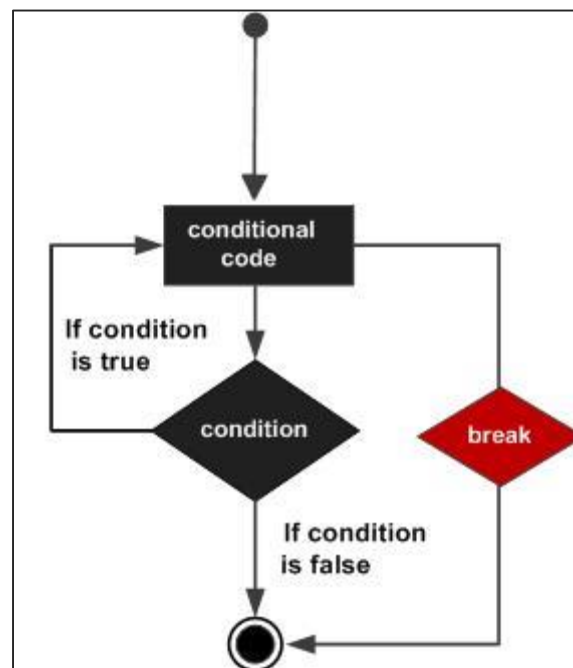 conditional
code
If condition
is true
condition
break
If condition
is false